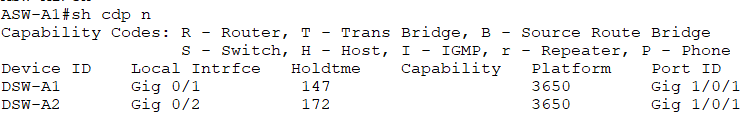 ASW-A1#sh cdp n
Capability Codes: R - Router, T - Trans Bridge, B - Source Route Bridge
S - Switch, H - Host, I - IGMP, r - Repeater, P - Phone
Device ID Local Intrfce Holdtme Capability Platform Port ID
DSW-A1 Gig 0/1 147 3650 Gig 1/0/1
DSW-A2 Gig 0/2 172 3650 Gig 1/0/1